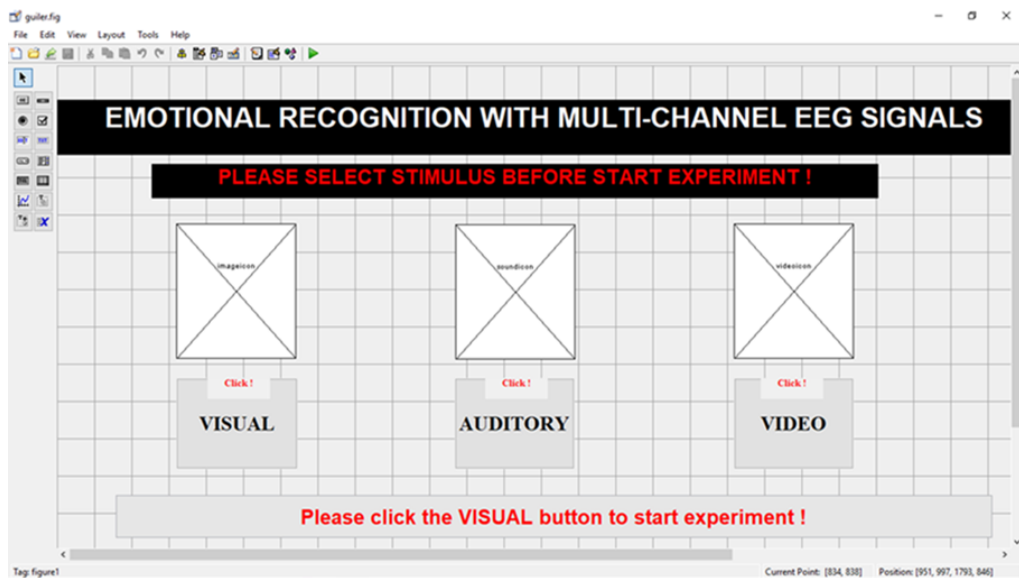 guiler.fig
File Edit View Layout Tools Help
EMOTIONAL RECOGNITION WITH MULTI-CHANNEL EEG SIGNALS
PLEASE SELECT STIMULUS BEFORE START EXPERIMENT !
imageicon soundicon videoicon
Click ! Click ! Click !
VISUAL AUDITORY VIDEO
Please click the VISUAL button to start experiment !
Tag: figure1 Current Point: [834, 838] Position: [951, 997, 1793, 846]